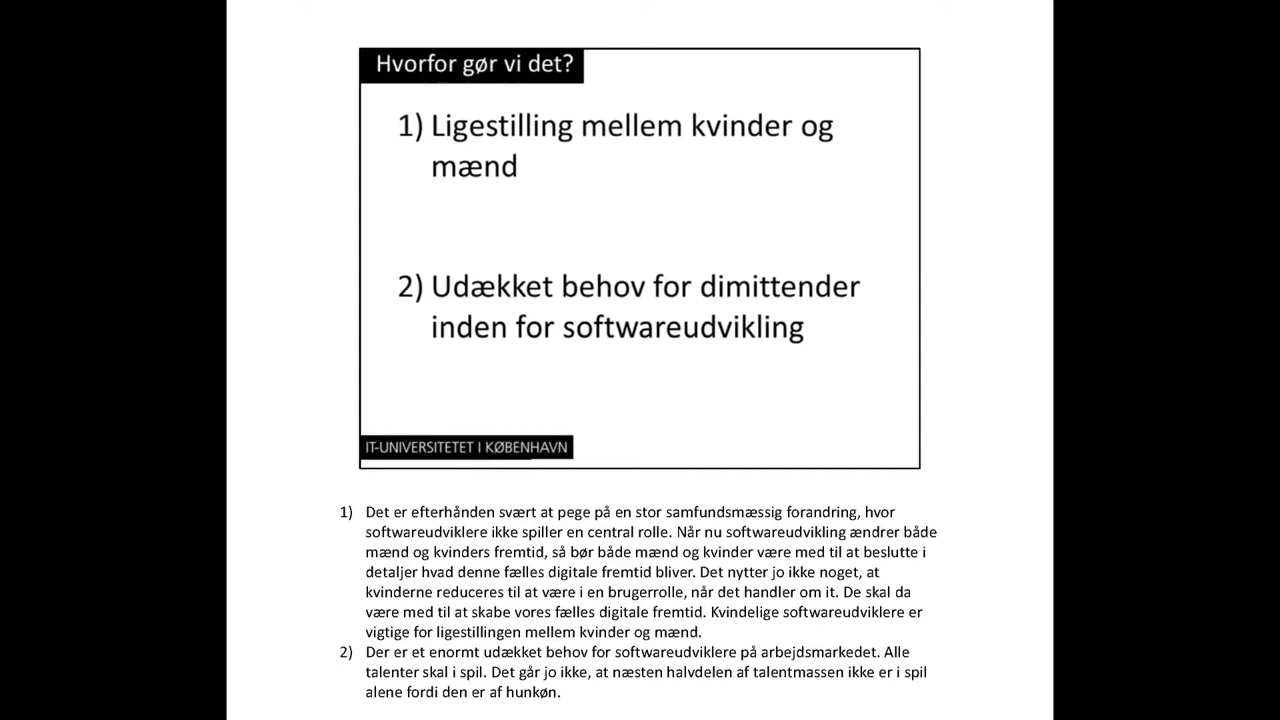 Hvorfor gør vi det?
1) Ligestilling mellem kvinder og
mænd
2) Udækket behov for dimittender
inden for softwareudvikling
IT-UNIVERSITETET I KØBENHAVN
1) Det er efterhånden svært at pege på en stor samfundsmæssig forandring, hvor
softwareudviklere ikke spiller en central rolle. Når nu softwareudvikling ændrer både
mænd og kvinders fremtid, så bør både mænd og kvinder være med til at beslutte i
detaljer hvad denne fælles digitale fremtid bliver. Det nytter jo ikke noget, at
kvinderne reduceres til at være i en brugerrolle, når det handler om it. De skal da
være med til at skabe vores fælles digitale fremtid. Kvindelige softwareudviklere er
vigtige for ligestillingen mellem kvinder og mænd.
2) Der er et enormt udækket behov for softwareudviklere på arbejdsmarkedet. Alle
talenter skal i spil. Det går jo ikke, at næsten halvdelen af talentmassen ikke er i spil
alene fordi den er af hunkøn.